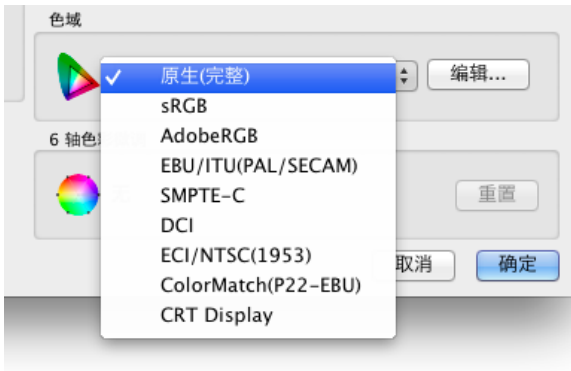 色域
✓ 原生(完整)
编辑...
sRGB
AdobeRGB
6 轴色
EBU/ITU(PAL/SECAM)
SMPTE-C
重置
DCI
ECI/NTSC(1953)
取消
确定
ColorMatch(P22-EBU)
CRT Display